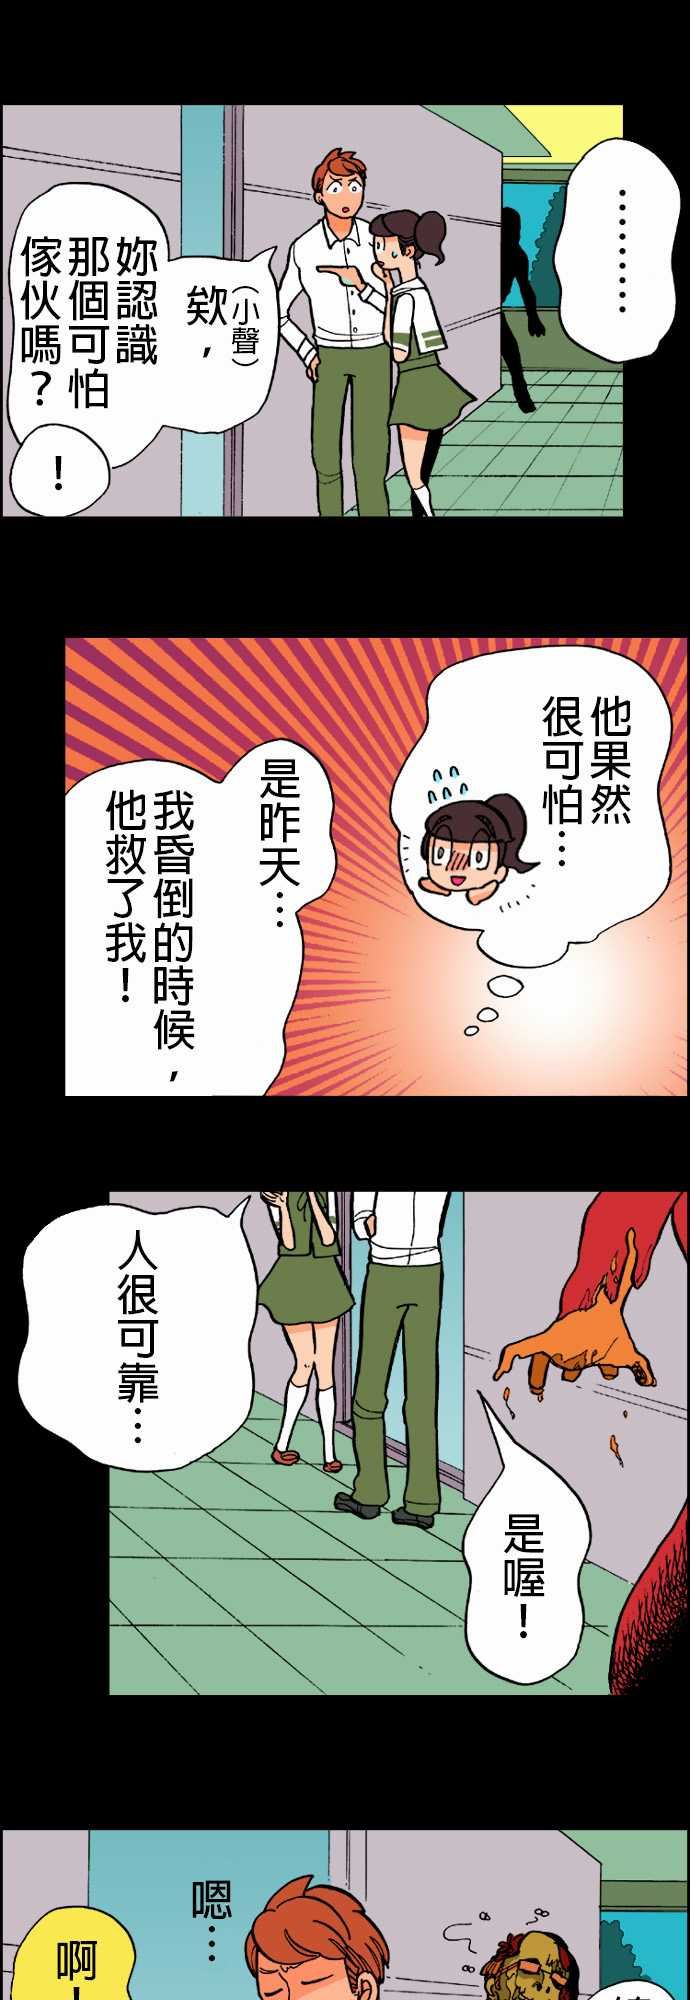 …………
（小聲）
欸，
妳認識
那個可怕
傢伙嗎？
！
他果然
很可怕…
是昨天…
我昏倒的時候，
他救了我！
人很可靠…
是喔！
嗯…
啊！